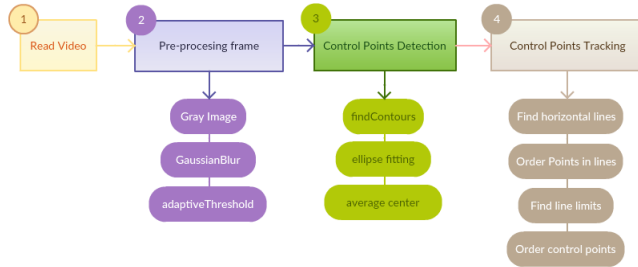 1
Read Video
2
Pre-procesing frame
Gray Image
GaussianBlur
adaptiveThreshold
3
Control Points Detection
findContours
ellipse fitting
average center
4
Control Points Tracking
Find horizontal lines
Order Points in lines
Find line limits
Order control points